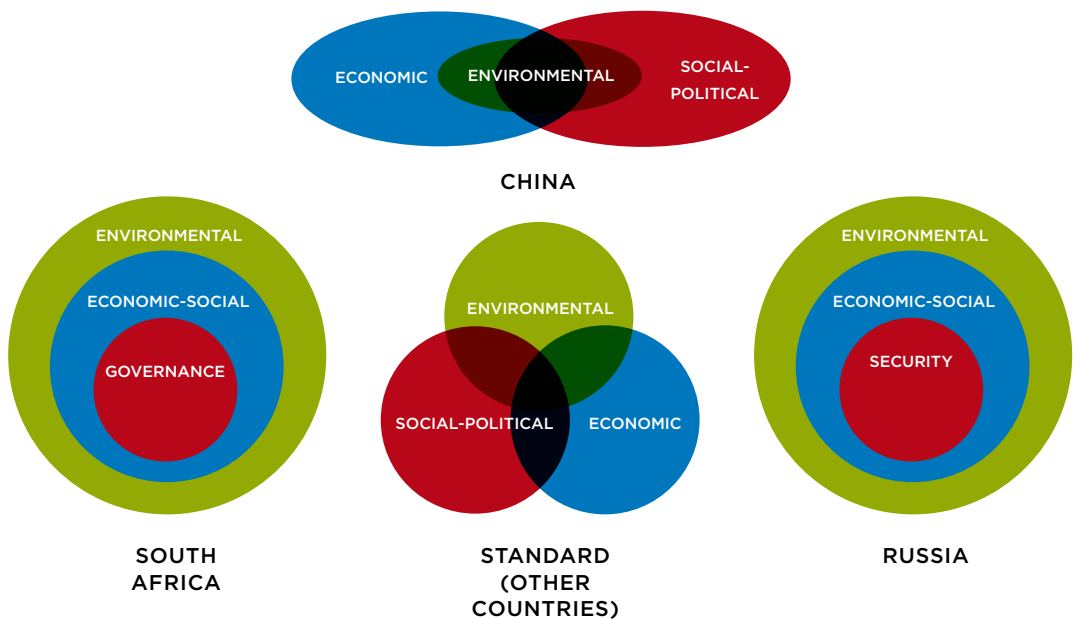 ECONOMIC
ENVIRONMENTAL
SOCIAL-
POLITICAL
CHINA
ENVIRONMENTAL
ECONOMIC-SOCIAL
GOVERNANCE
SOUTH
AFRICA
ENVIRONMENTAL
SOCIAL-POLITICAL
ECONOMIC
STANDARD
(OTHER
COUNTRIES)
ENVIRONMENTAL
ECONOMIC-SOCIAL
SECURITY
RUSSIA